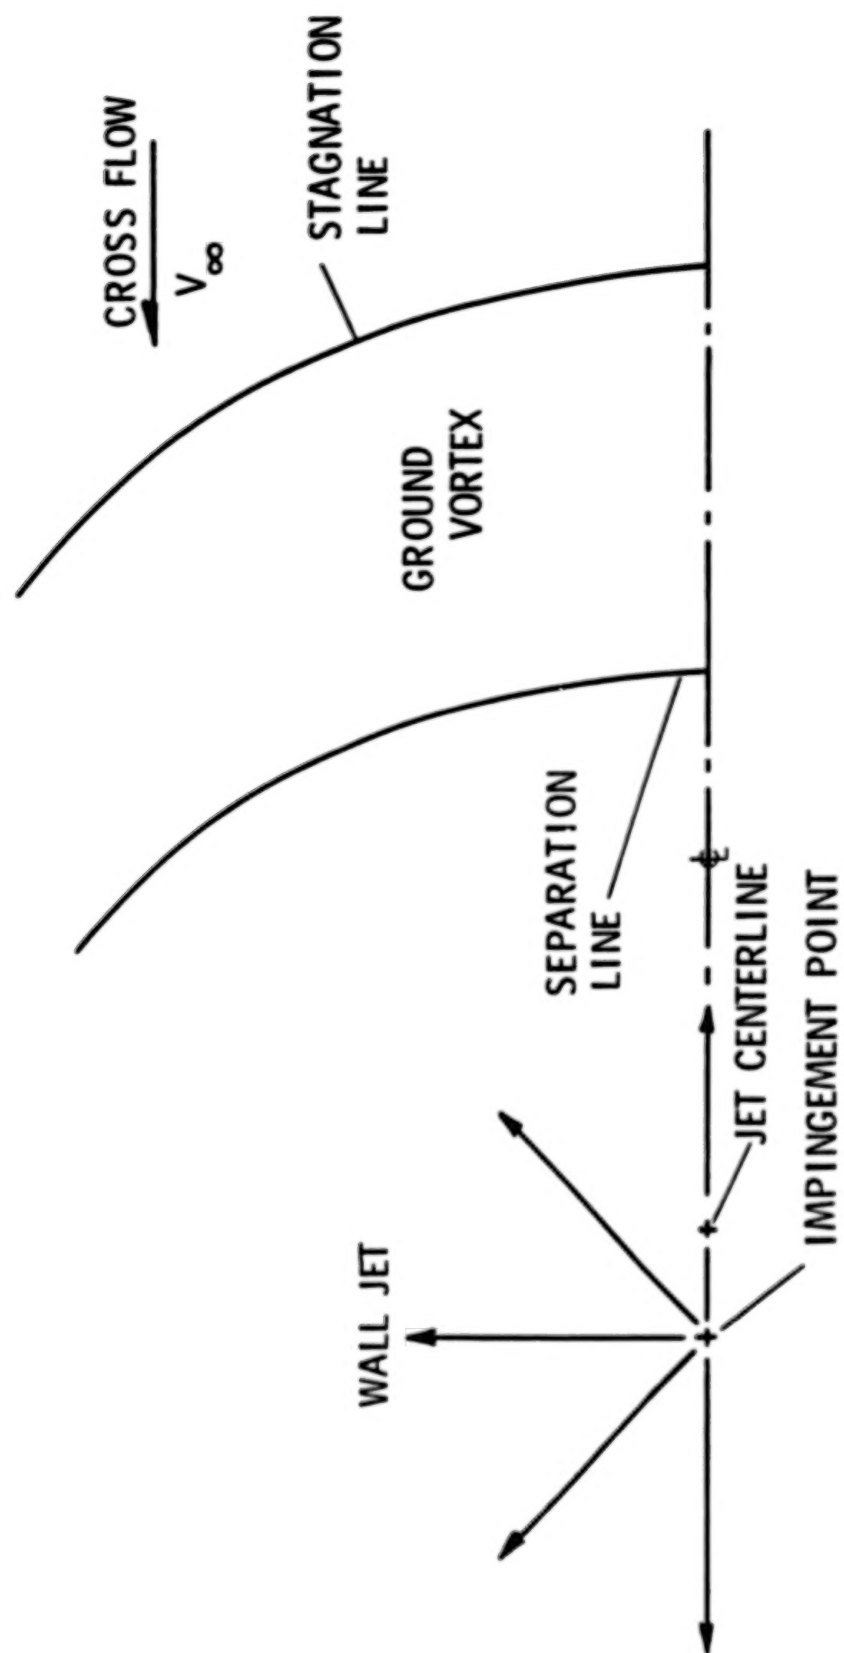 CROSS FLOW
V∞
STAGNATION
LINE
GROUND
VORTEX
SEPARATION
LINE
℄
JET CENTERLINE
IMPINGEMENT POINT
WALL JET